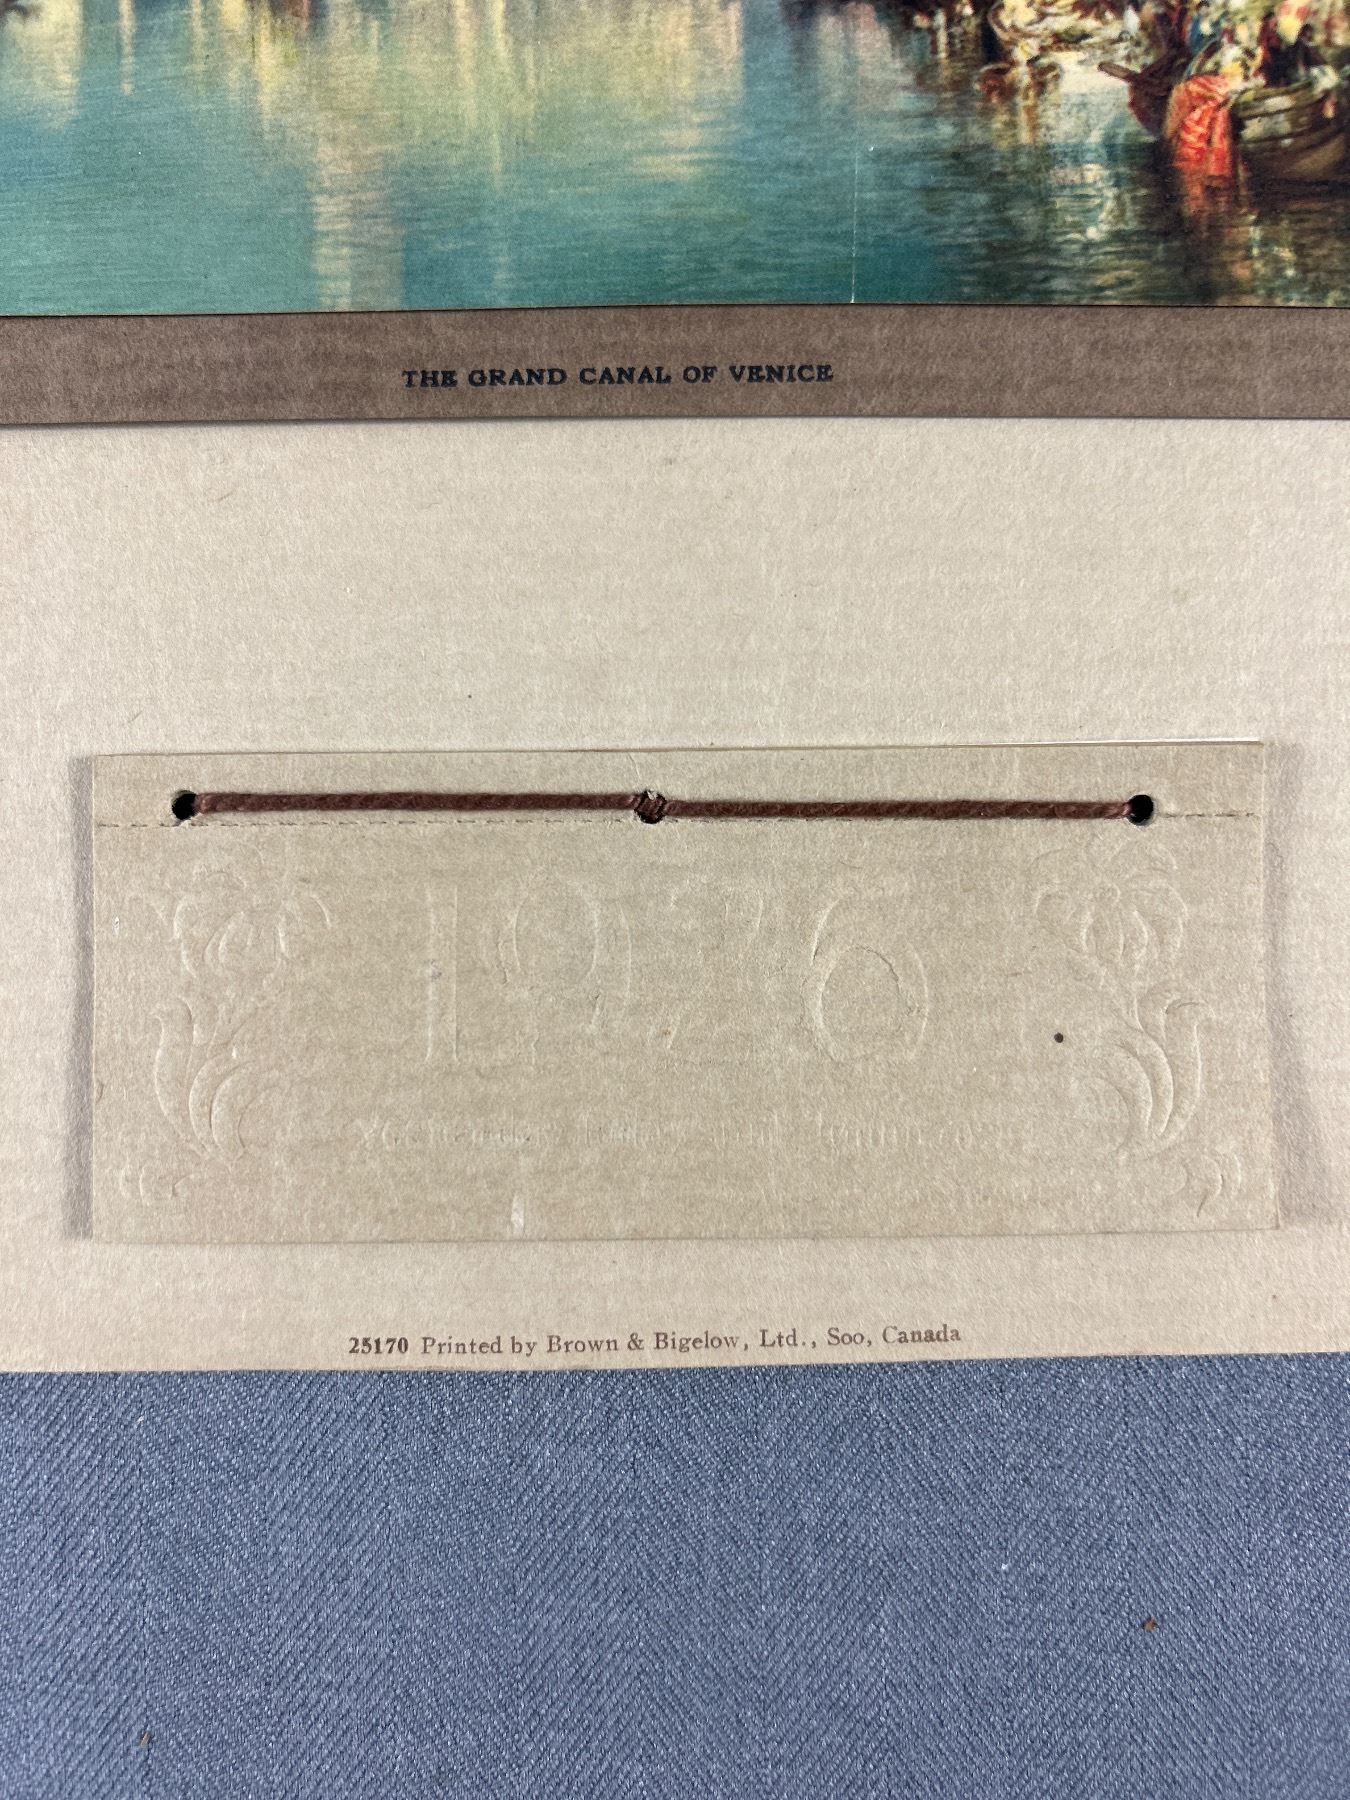 THE GRAND CANAL OF VENICE
1926
25170 Printed by Brown & Bigelow, Ltd., Soo, Canada